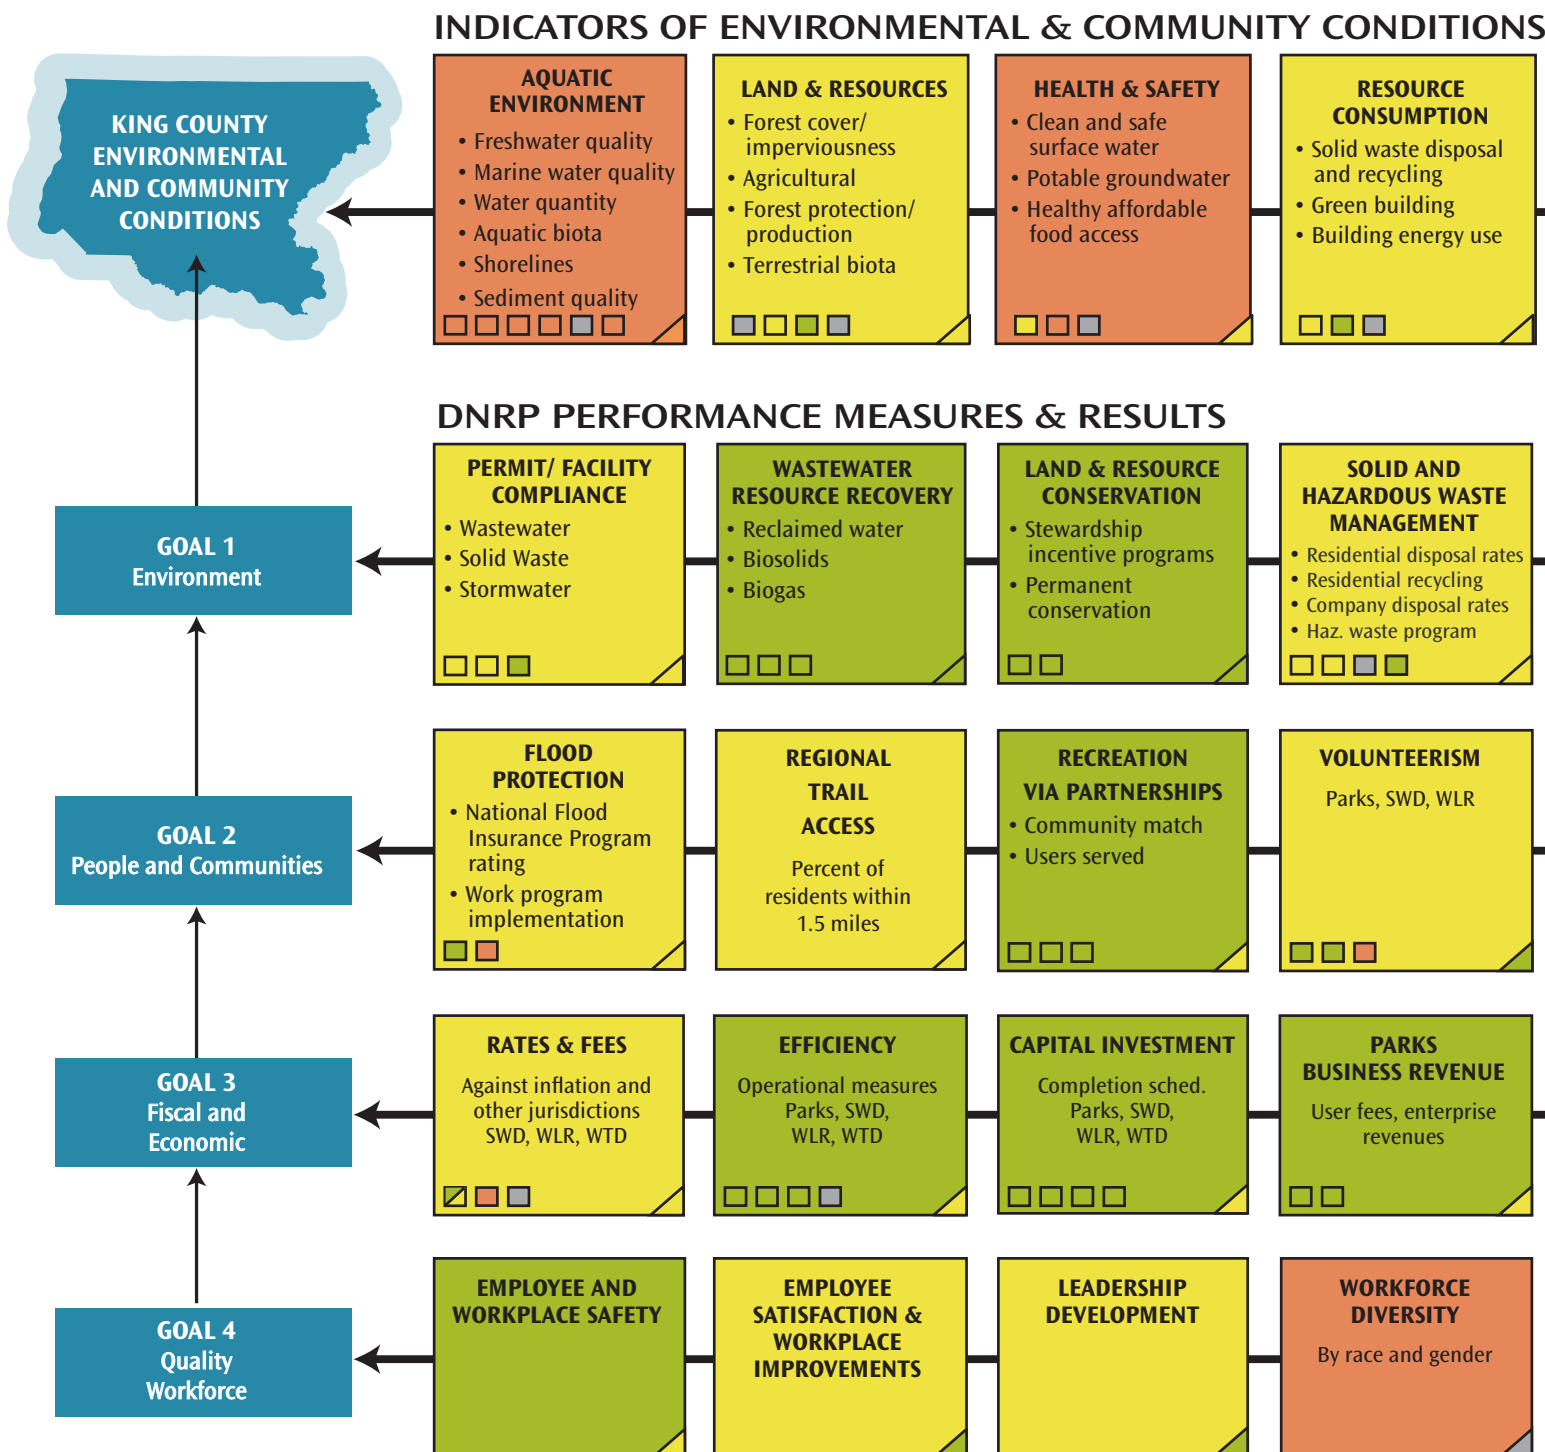 INDICATORS OF ENVIRONMENTAL & COMMUNITY CONDITIONS
KING COUNTY
ENVIRONMENTAL
AND COMMUNITY
CONDITIONS
AQUATIC
ENVIRONMENT
• Freshwater quality
• Marine water quality
• Water quantity
• Aquatic biota
• Shorelines
• Sediment quality
LAND & RESOURCES
• Forest cover/
imperviousness
• Agricultural
• Forest protection/
production
• Terrestrial biota
HEALTH & SAFETY
• Clean and safe
surface water
• Potable groundwater
• Healthy affordable
food access
RESOURCE
CONSUMPTION
• Solid waste disposal
and recycling
• Green building
• Building energy use
DNRP PERFORMANCE MEASURES & RESULTS
GOAL 1
Environment
PERMIT/ FACILITY
COMPLIANCE
• Wastewater
• Solid Waste
• Stormwater
WASTEWATER
RESOURCE RECOVERY
• Reclaimed water
• Biosolids
• Biogas
LAND & RESOURCE
CONSERVATION
• Stewardship
incentive programs
• Permanent
conservation
SOLID AND
HAZARDOUS WASTE
MANAGEMENT
• Residential disposal rates
• Residential recycling
• Company disposal rates
• Haz. waste program
GOAL 2
People and Communities
FLOOD
PROTECTION
• National Flood
Insurance Program
rating
• Work program
implementation
REGIONAL
TRAIL
ACCESS
Percent of
residents within
1.5 miles
RECREATION
VIA PARTNERSHIPS
• Community match
• Users served
VOLUNTEERISM
Parks, SWD, WLR
GOAL 3
Fiscal and
Economic
RATES & FEES
Against inflation and
other jurisdictions
SWD, WLR, WTD
EFFICIENCY
Operational measures
Parks, SWD,
WLR, WTD
CAPITAL INVESTMENT
Completion sched.
Parks, SWD,
WLR, WTD
PARKS
BUSINESS REVENUE
User fees, enterprise
revenues
GOAL 4
Quality
Workforce
EMPLOYEE AND
WORKPLACE SAFETY
EMPLOYEE
SATISFACTION &
WORKPLACE
IMPROVEMENTS
LEADERSHIP
DEVELOPMENT
WORKFORCE
DIVERSITY
By race and gender